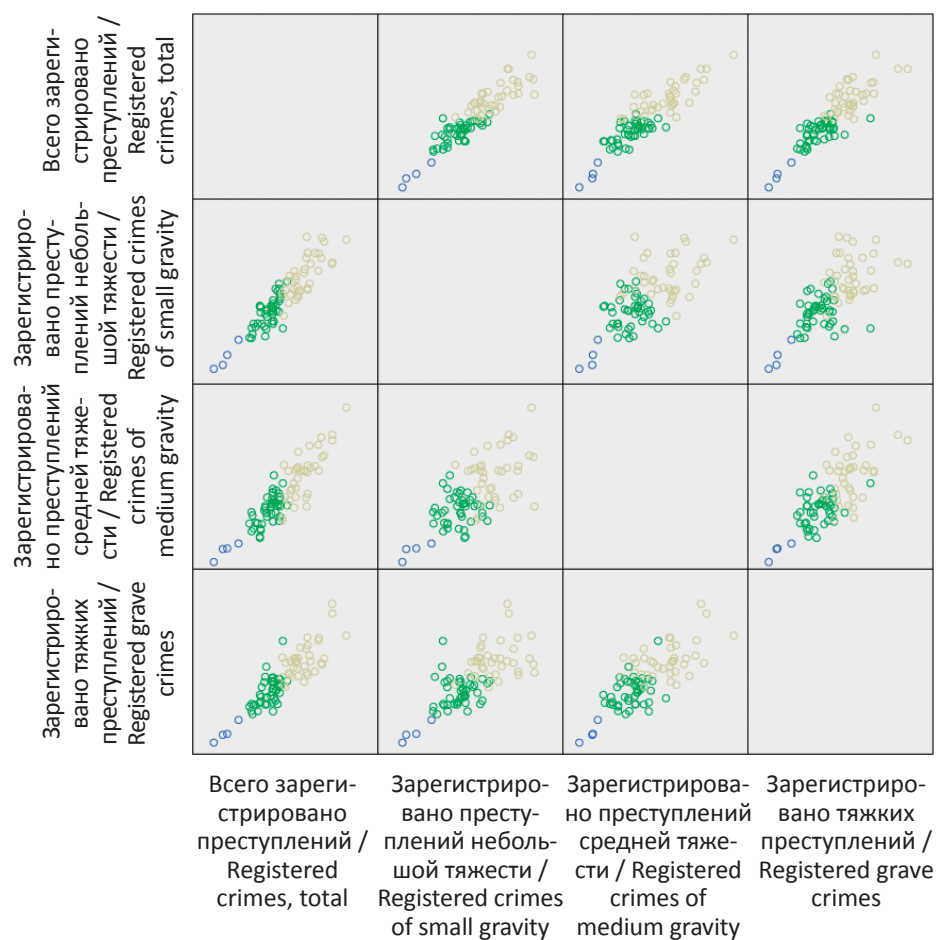 Всего зареги-
стрировано
преступлений /
Registered
crimes, total
Зарегистриро-
вано престу-
плений неболь-
шой тяжести /
Registered crimes
of small gravity
Зарегистрирова-
но преступлений
средней тяже-
сти / Registered
crimes of
medium gravity
Зарегистриро-
вано тяжких
преступлений /
Registered grave
crimes
Всего зареги-
стрировано
преступлений /
Registered
crimes, total
Зарегистриро-
вано престу-
плений неболь-
шой тяжести /
Registered crimes
of small gravity
Зарегистрирова-
но преступлений
средней тяже-
сти / Registered
crimes of
medium gravity
Зарегистриро-
вано тяжких
преступлений /
Registered grave
crimes